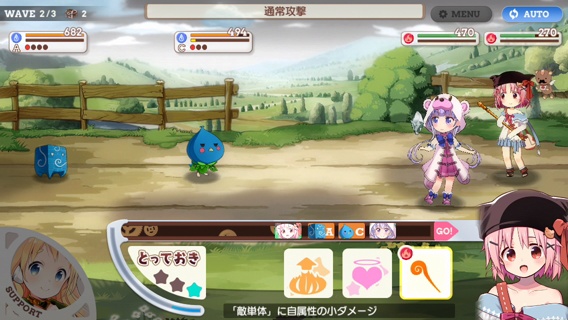 WAVE 2/3 2
通常攻撃
MENU
AUTO
682
A
494
C
470
270
A C GO!
とっておき
SUPPORT
「敵単体」に自属性の小ダメージ